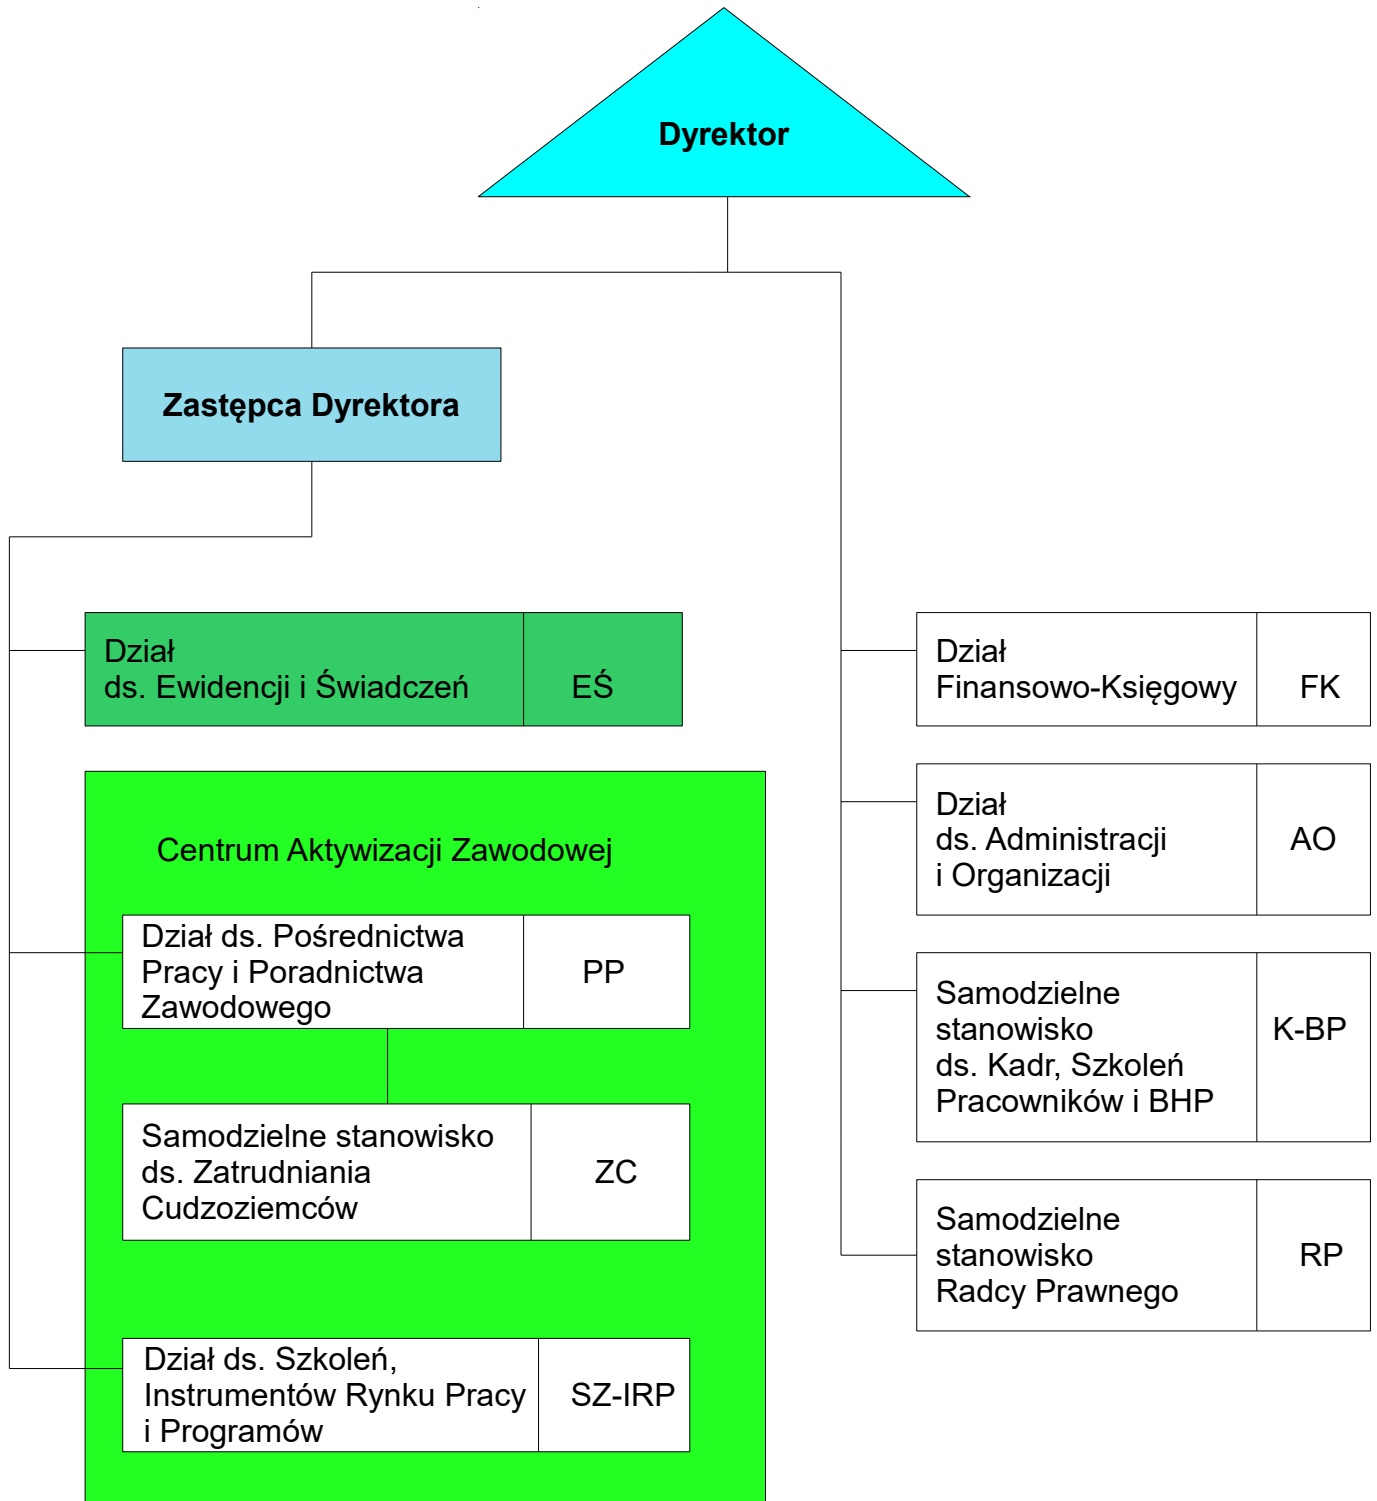 Dyrektor
Zastępca Dyrektora
Dział
ds. Ewidencji i Świadczeń
EŚ
Centrum Aktywizacji Zawodowej
Dział ds. Pośrednictwa
Pracy i Poradnictwa
Zawodowego
PP
Samodzielne stanowisko
ds. Zatrudniania
Cudzoziemców
ZC
Dział ds. Szkoleń,
Instrumentów Rynku Pracy
i Programów
SZ-IRP
Dział
Finansowo-Księgowy
FK
Dział
ds. Administracji
i Organizacji
AO
Samodzielne
stanowisko
ds. Kadr, Szkoleń
Pracowników i BHP
K-BP
Samodzielne
stanowisko
Radcy Prawnego
RP